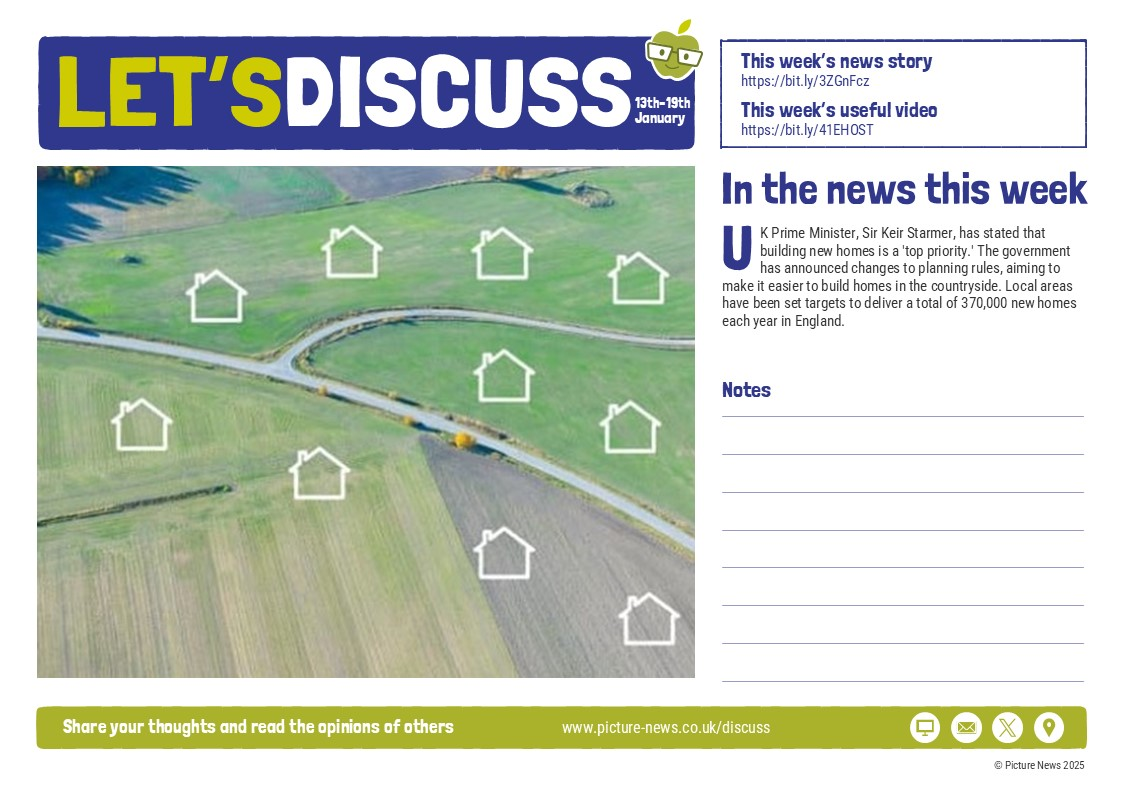 LET'S DISCUSS
13th-19th
January
This week's news story
https://bit.ly/3ZGnFcz
This week's useful video
https://bit.ly/41EHOST
In the news this week
UK Prime Minister, Sir Keir Starmer, has stated that
building new homes is a 'top priority.' The government
has announced changes to planning rules, aiming to
make it easier to build homes in the countryside. Local areas
have been set targets to deliver a total of 370,000 new homes
each year in England.
Notes
Share your thoughts and read the opinions of others
www.picture-news.co.uk/discuss
© Picture News 2025